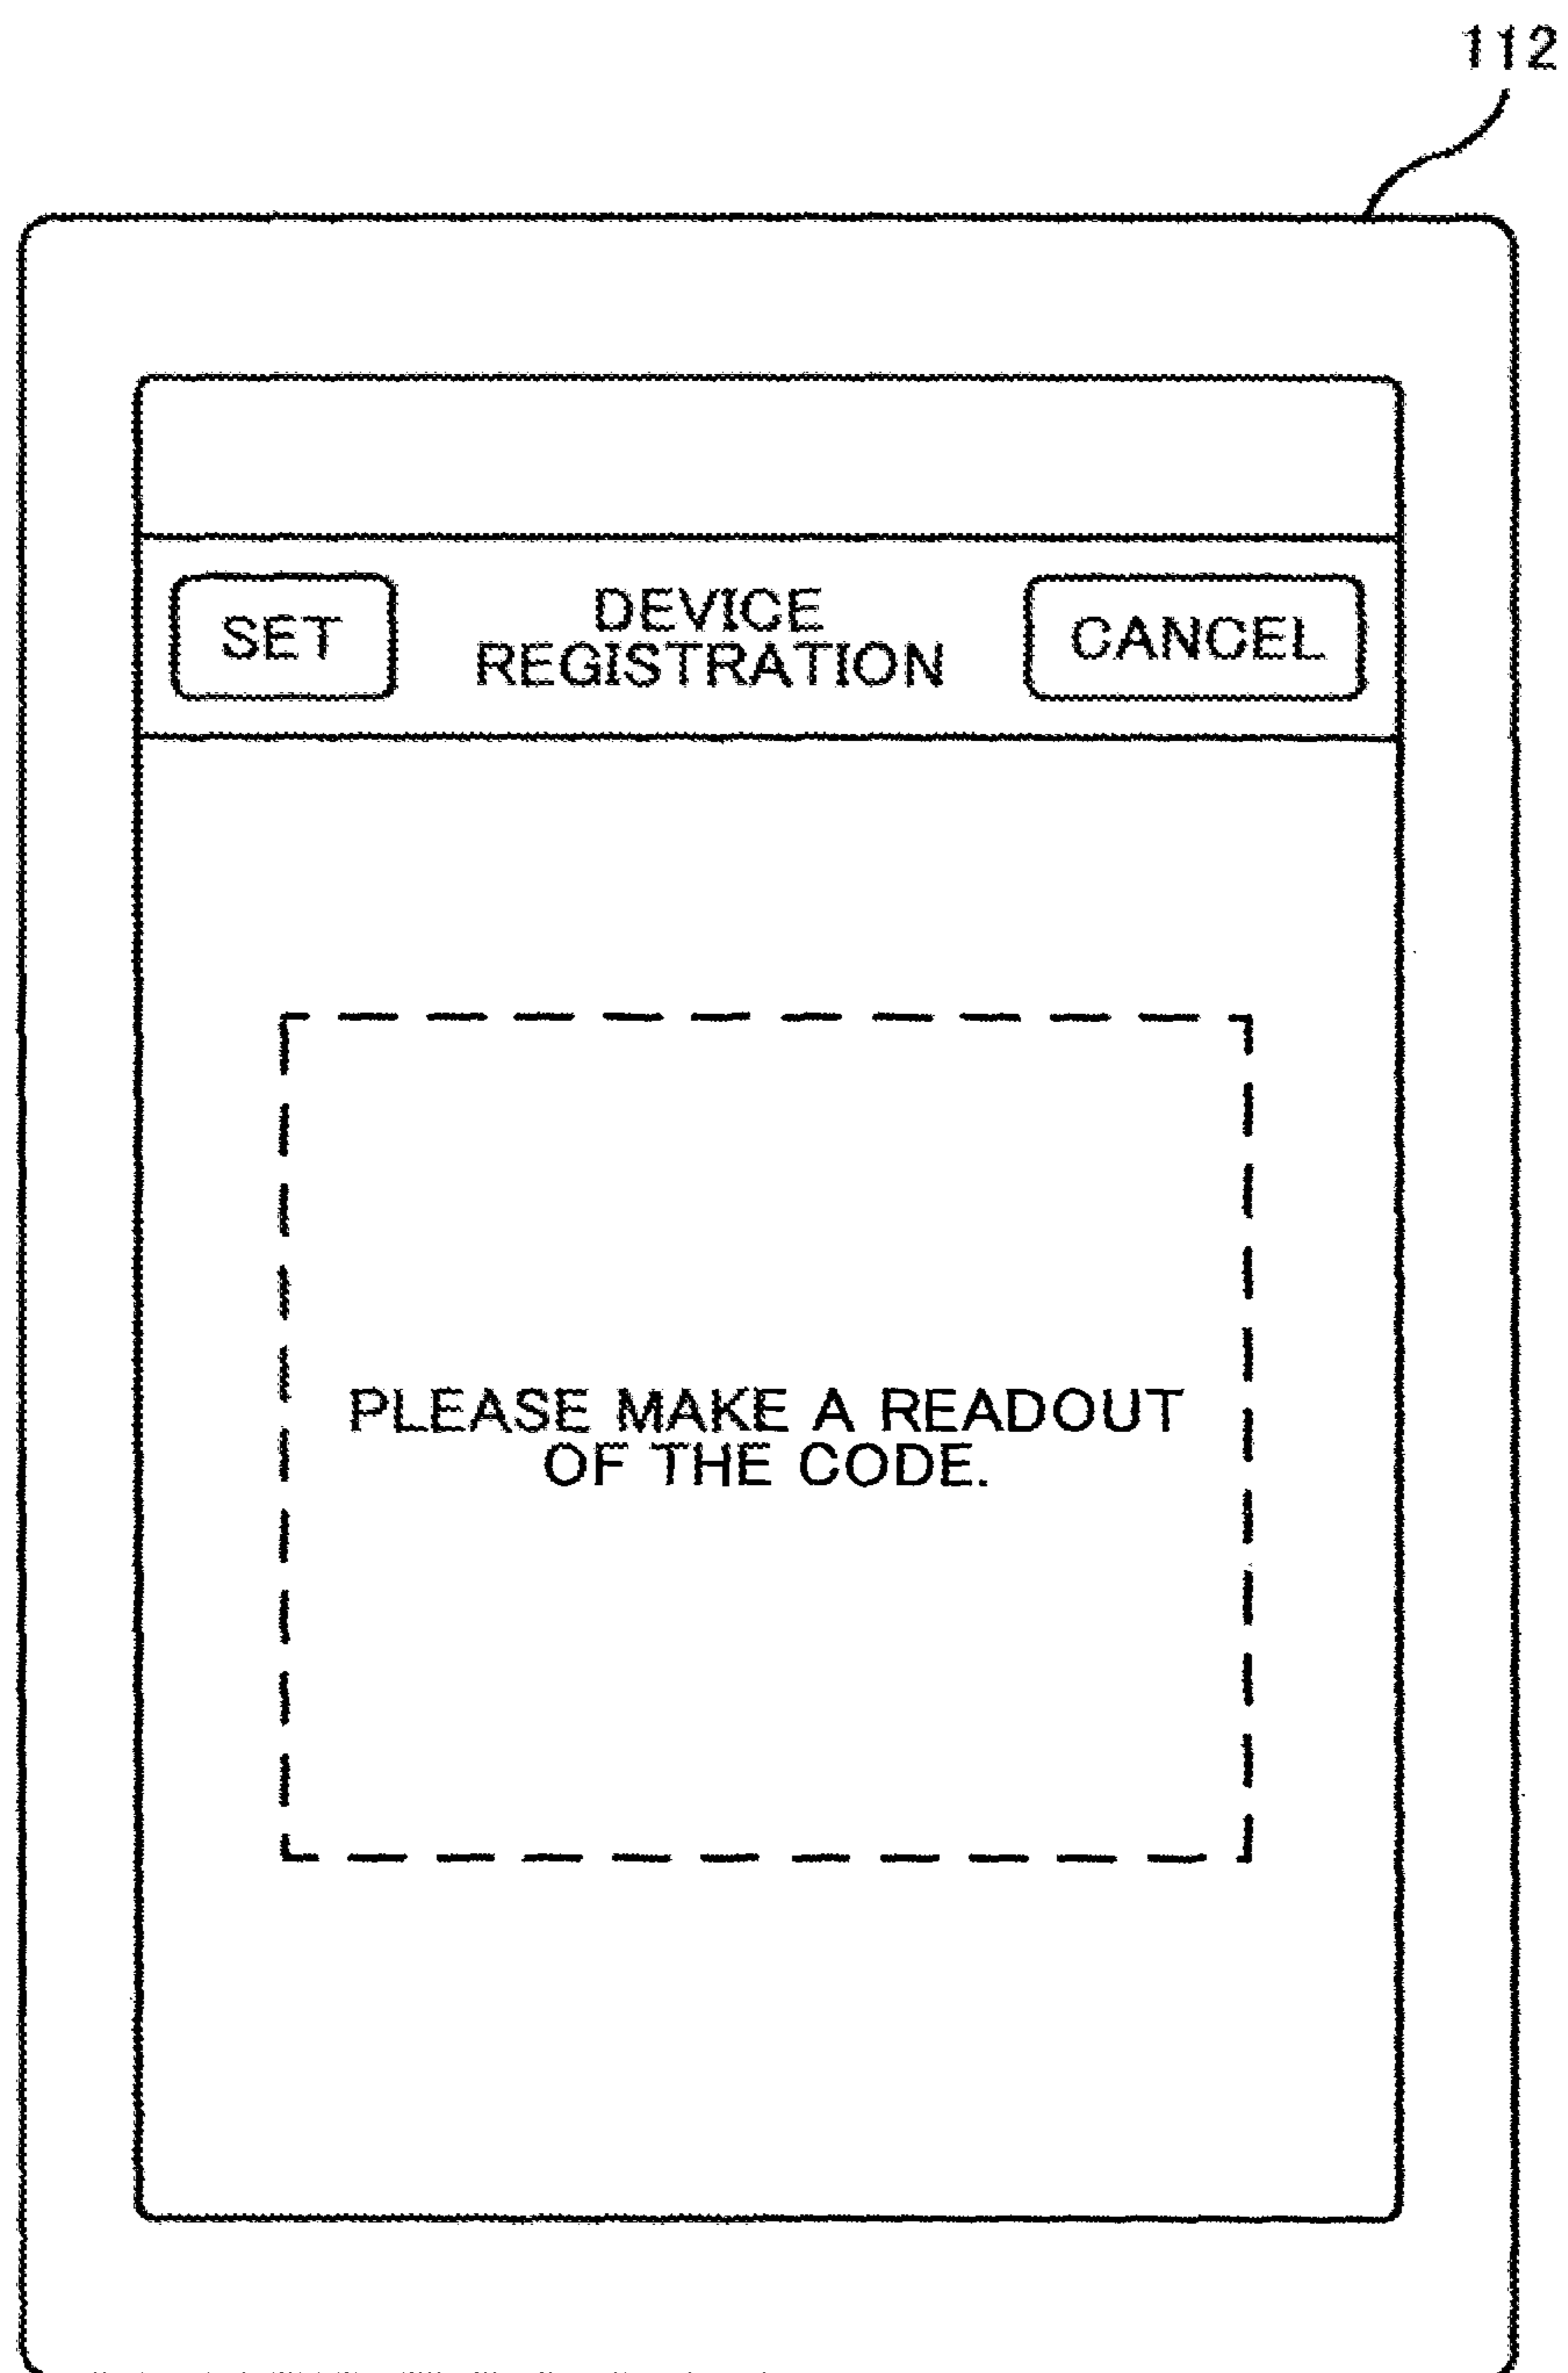 112
SET
DEVICE
REGISTRATION
CANCEL
PLEASE MAKE A READOUT
OF THE CODE.